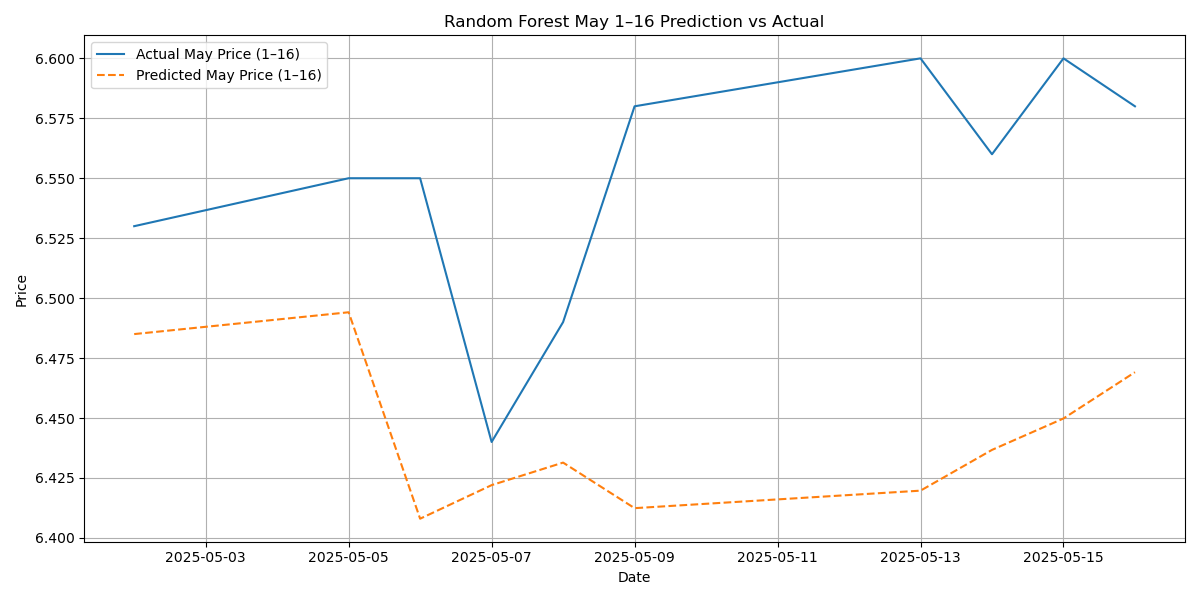 Random Forest May 1–16 Prediction vs Actual
Actual May Price (1–16)
Predicted May Price (1–16)
Price
6.600
6.575
6.550
6.525
6.500
6.475
6.450
6.425
6.400
2025-05-03 2025-05-05 2025-05-07 2025-05-09 2025-05-11 2025-05-13 2025-05-15
Date